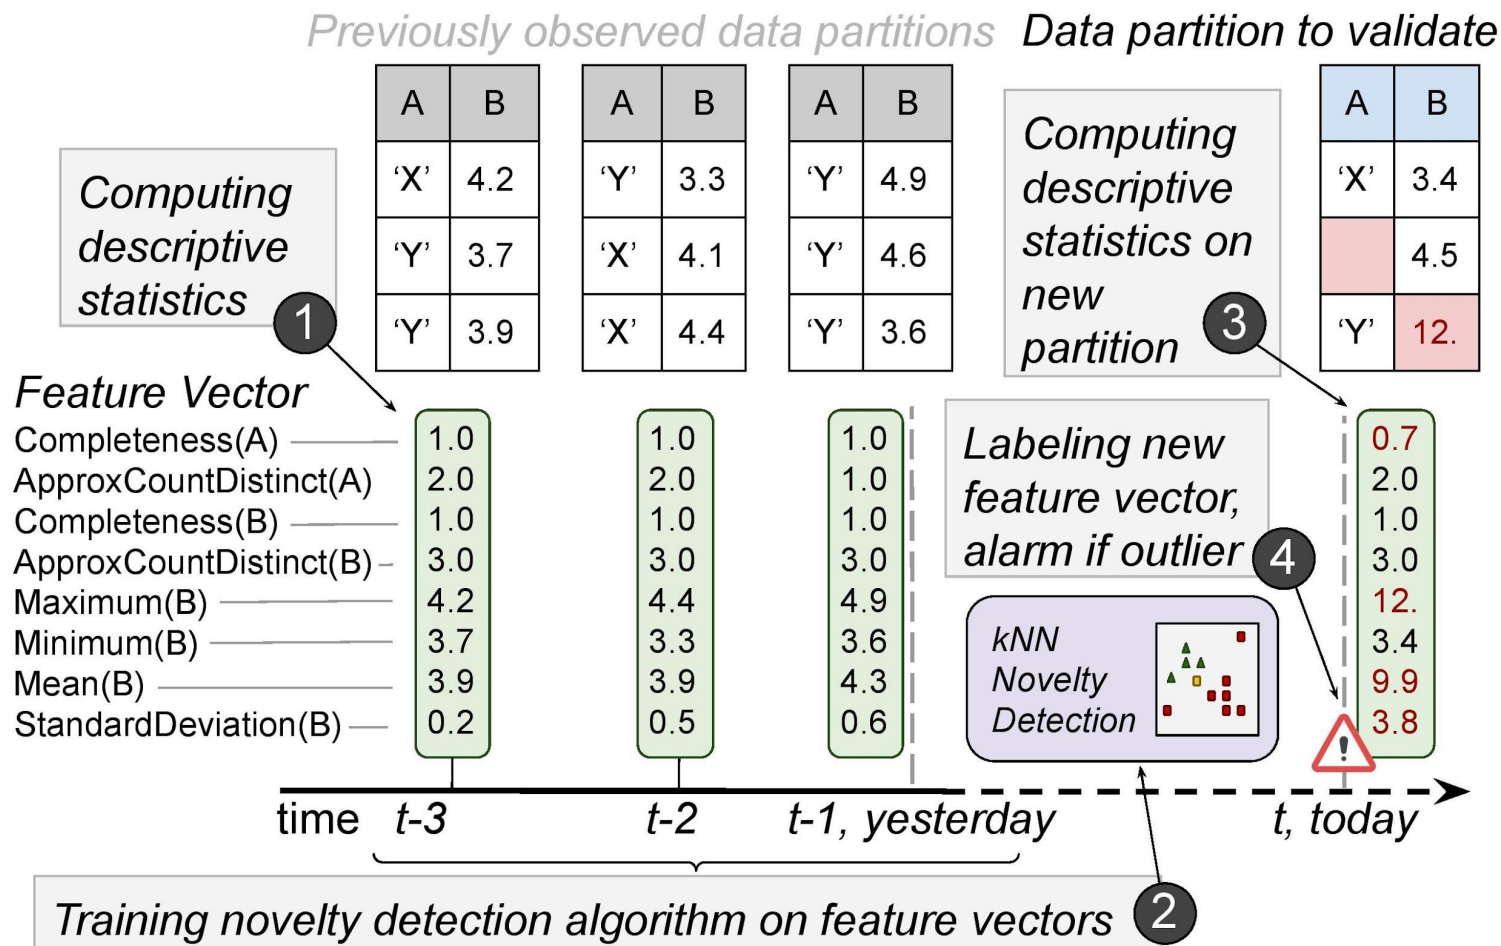 Previously observed data partitions
Data partition to validate
A B
‘X’ 4.2
‘Y’ 3.7
‘Y’ 3.9
A B
‘Y’ 3.3
‘X’ 4.1
‘X’ 4.4
A B
‘Y’ 4.9
‘Y’ 4.6
‘Y’ 3.6
A B
‘X’ 3.4
4.5
‘Y’ 12.
Computing
descriptive
statistics
1
Computing
descriptive
statistics on
new
partition
3
Feature Vector
Completeness(A) 1.0 1.0 1.0 0.7
ApproxCountDistinct(A) 2.0 2.0 1.0 2.0
Completeness(B) 1.0 1.0 1.0 1.0
ApproxCountDistinct(B) 3.0 3.0 3.0 3.0
Maximum(B) 4.2 4.4 4.9 12.
Minimum(B) 3.7 3.3 3.6 3.4
Mean(B) 3.9 3.9 4.3 9.9
StandardDeviation(B) 0.2 0.5 0.6 3.8
Labeling new
feature vector,
alarm if outlier
4
kNN
Novelty
Detection
!
time t-3 t-2 t-1, yesterday t, today
Training novelty detection algorithm on feature vectors
2